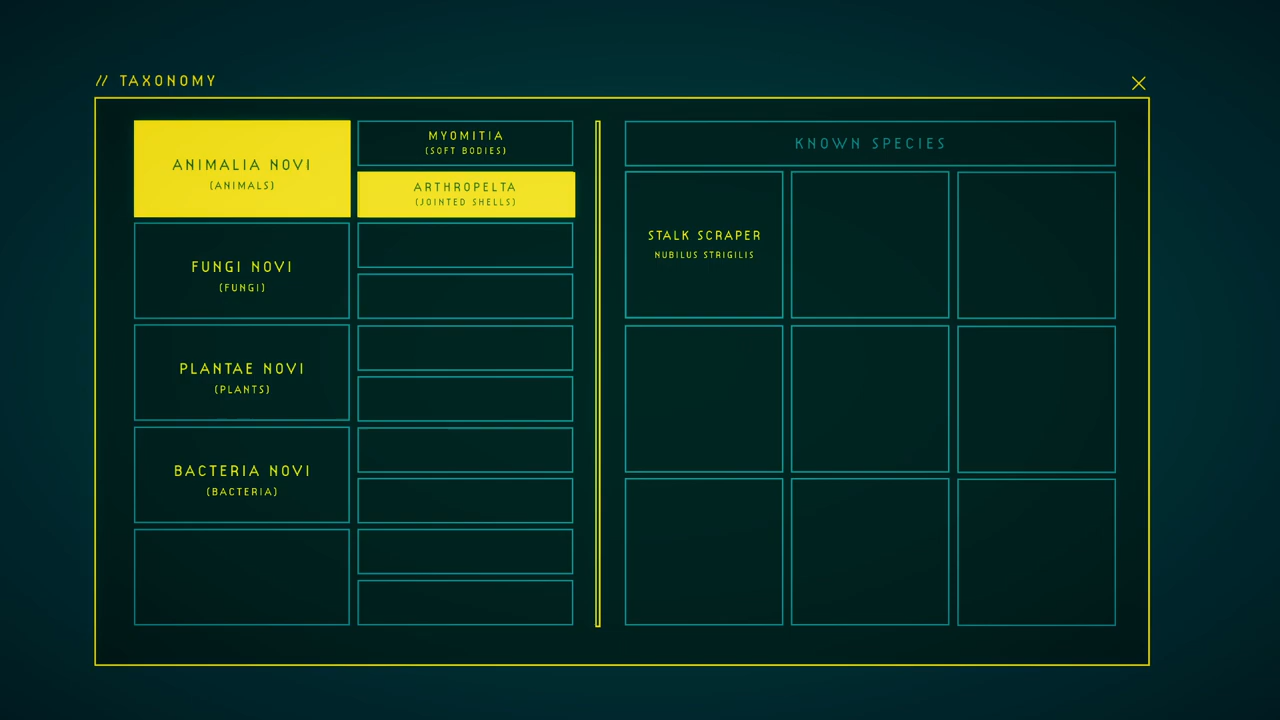 // TAXONOMY
ANIMALIA NOVI
(ANIMALS)
FUNGI NOVI
(FUNGI)
PLANTAE NOVI
(PLANTS)
BACTERIA NOVI
(BACTERIA)
MYOMITIA
(SOFT BODIES)
ARTHROPELTA
(JOINTED SHELLS)
KNOWN SPECIES
STALK SCRAPER
NUBILUS STRIGILIS